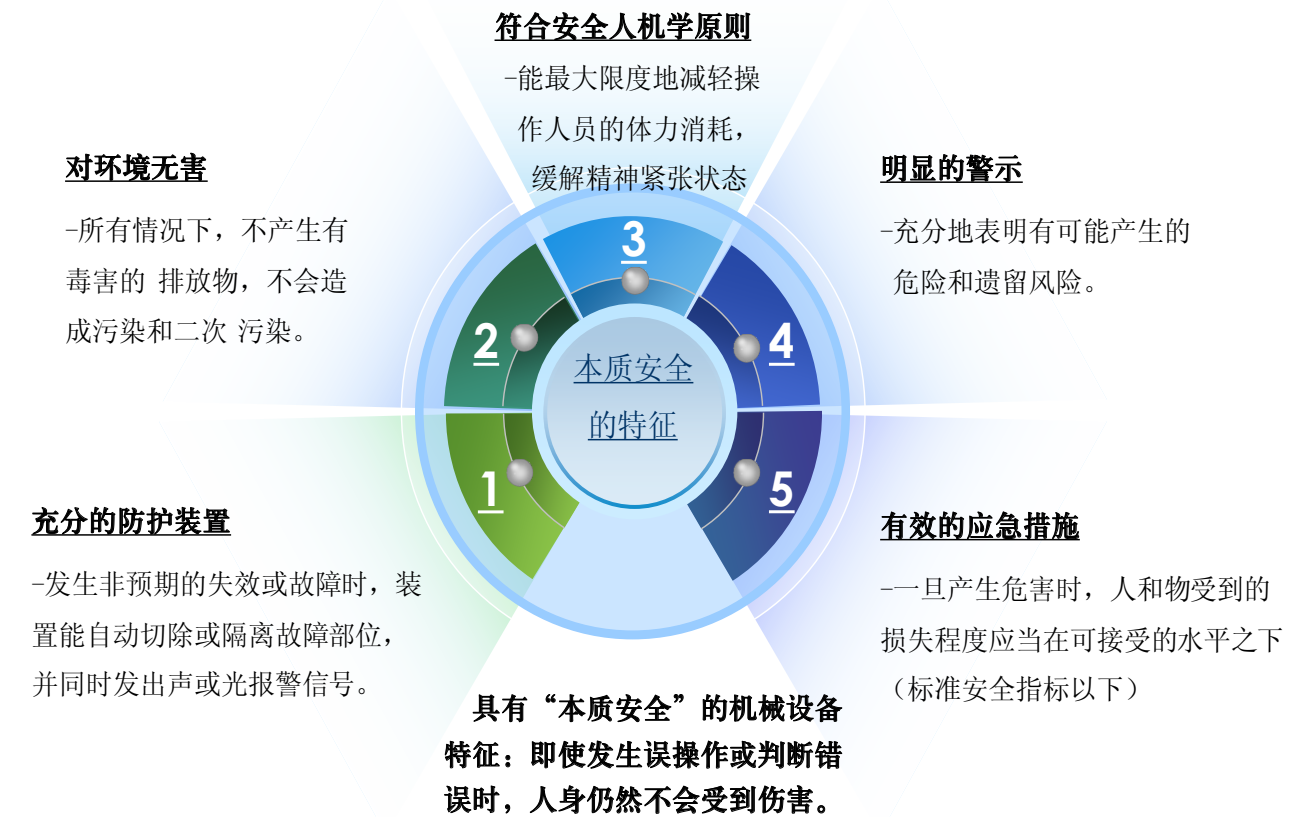 符合安全人机学原则
-能最大限度地减轻操
作人员的体力消耗，
缓解精神紧张状态
对环境无害
-所有情况下，不产生有
毒害的 排放物，不会造
成污染和二次 污染。
明显的警示
-充分地表明有可能产生的
危险和遗留风险。
3
2
4
本质安全
的特征
1
5
充分的防护装置
-发生非预期的失效或故障时，装
置能自动切除或隔离故障部位，
并同时发出声或光报警信号。
有效的应急措施
-一旦产生危害时，人和物受到的
损失程度应当在可接受的水平之下
（标准安全指标以下）
具有“本质安全”的机械设备
特征：即使发生误操作或判断错
误时，人身仍然不会受到伤害。